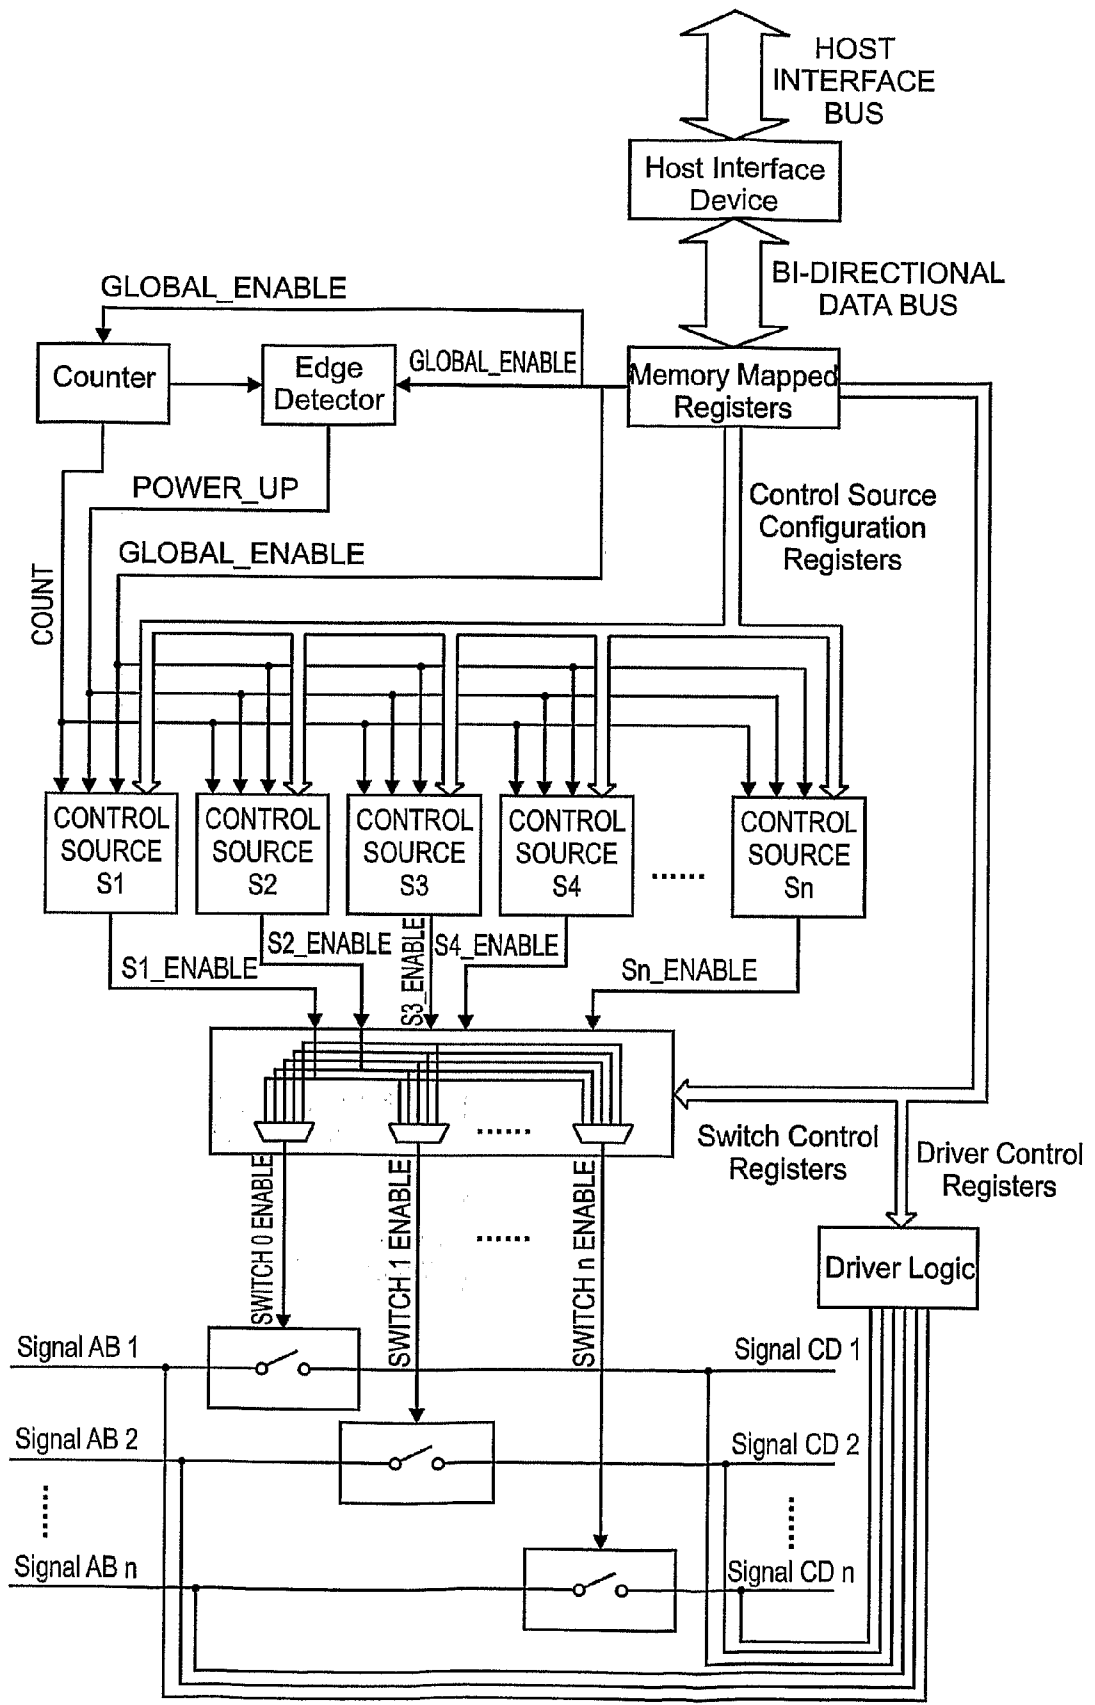 HOST
INTERFACE
BUS
Host Interface
Device
BI-DIRECTIONAL
DATA BUS
GLOBAL_ENABLE
Counter
Edge
Detector
GLOBAL_ENABLE
Memory Mapped
Registers
POWER_UP
Control Source
Configuration
Registers
GLOBAL_ENABLE
COUNT
CONTROL
SOURCE
S1
CONTROL
SOURCE
S2
CONTROL
SOURCE
S3
CONTROL
SOURCE
S4
......
CONTROL
SOURCE
Sn
S1_ENABLE
S2_ENABLE
S3_ENABLE
S4_ENABLE
Sn_ENABLE
......
Switch Control
Registers
Driver Control
Registers
SWITCH 0 ENABLE
SWITCH 1 ENABLE
......
SWITCH n ENABLE
Driver Logic
Signal AB 1
Signal CD 1
Signal AB 2
Signal CD 2
......
......
Signal AB n
Signal CD n